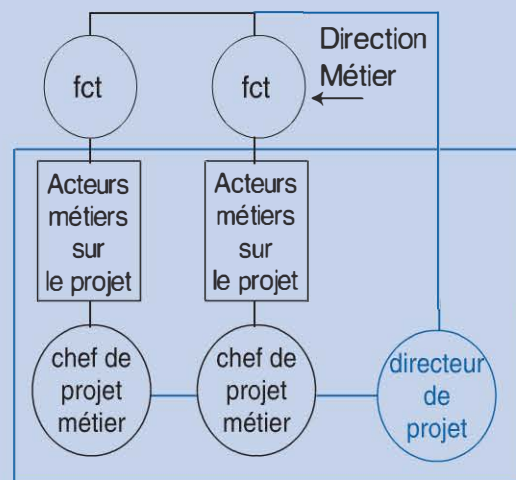 Direction
Métier
fct
fct
Acteurs
métiers
sur
le projet
Acteurs
métiers
sur
le projet
chef de
projet
métier
chef de
projet
métier
directeur
de
projet